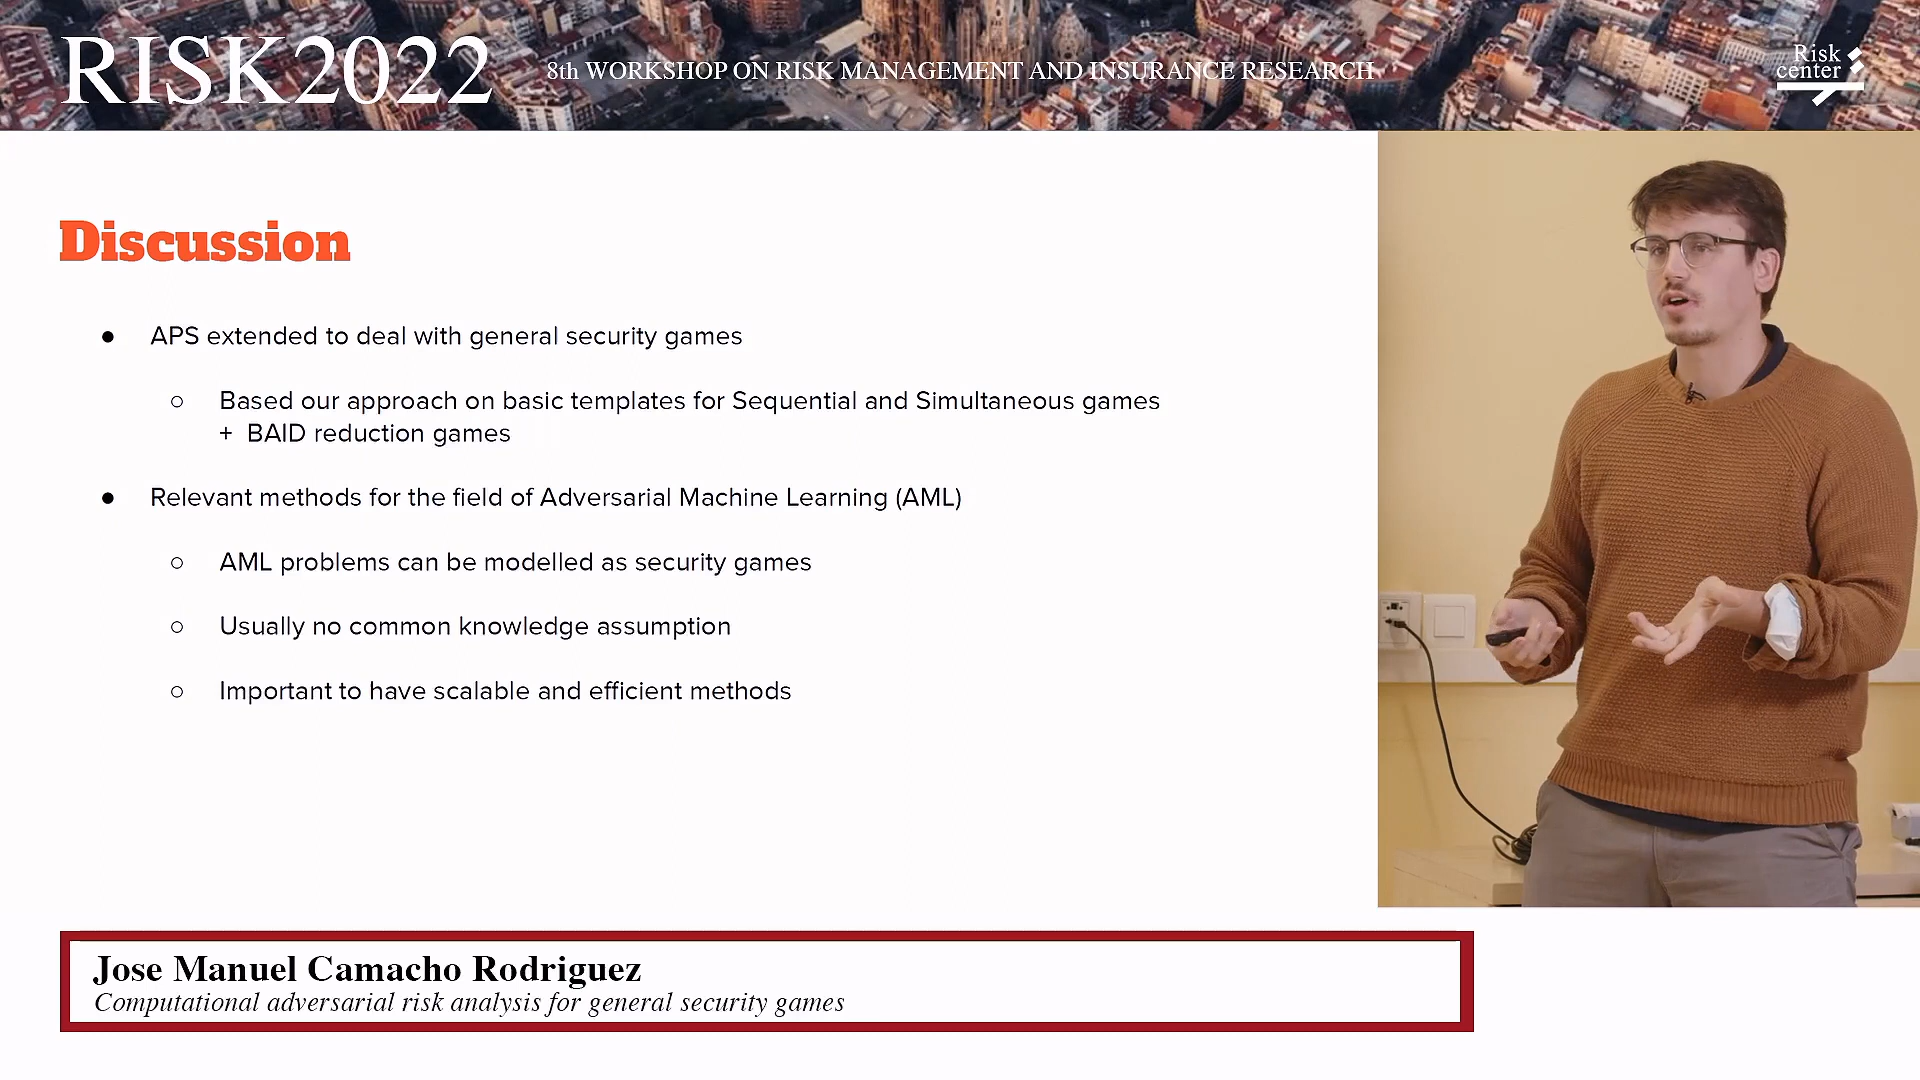 RISK2022
8th WORKSHOP ON RISK MANAGEMENT AND INSURANCE RESEARCH
Risk
center
Discussion
● APS extended to deal with general security games
○ Based our approach on basic templates for Sequential and Simultaneous games
+ BAID reduction games
● Relevant methods for the field of Adversarial Machine Learning (AML)
○ AML problems can be modelled as security games
○ Usually no common knowledge assumption
○ Important to have scalable and efficient methods
Jose Manuel Camacho Rodriguez
Computational adversarial risk analysis for general security games